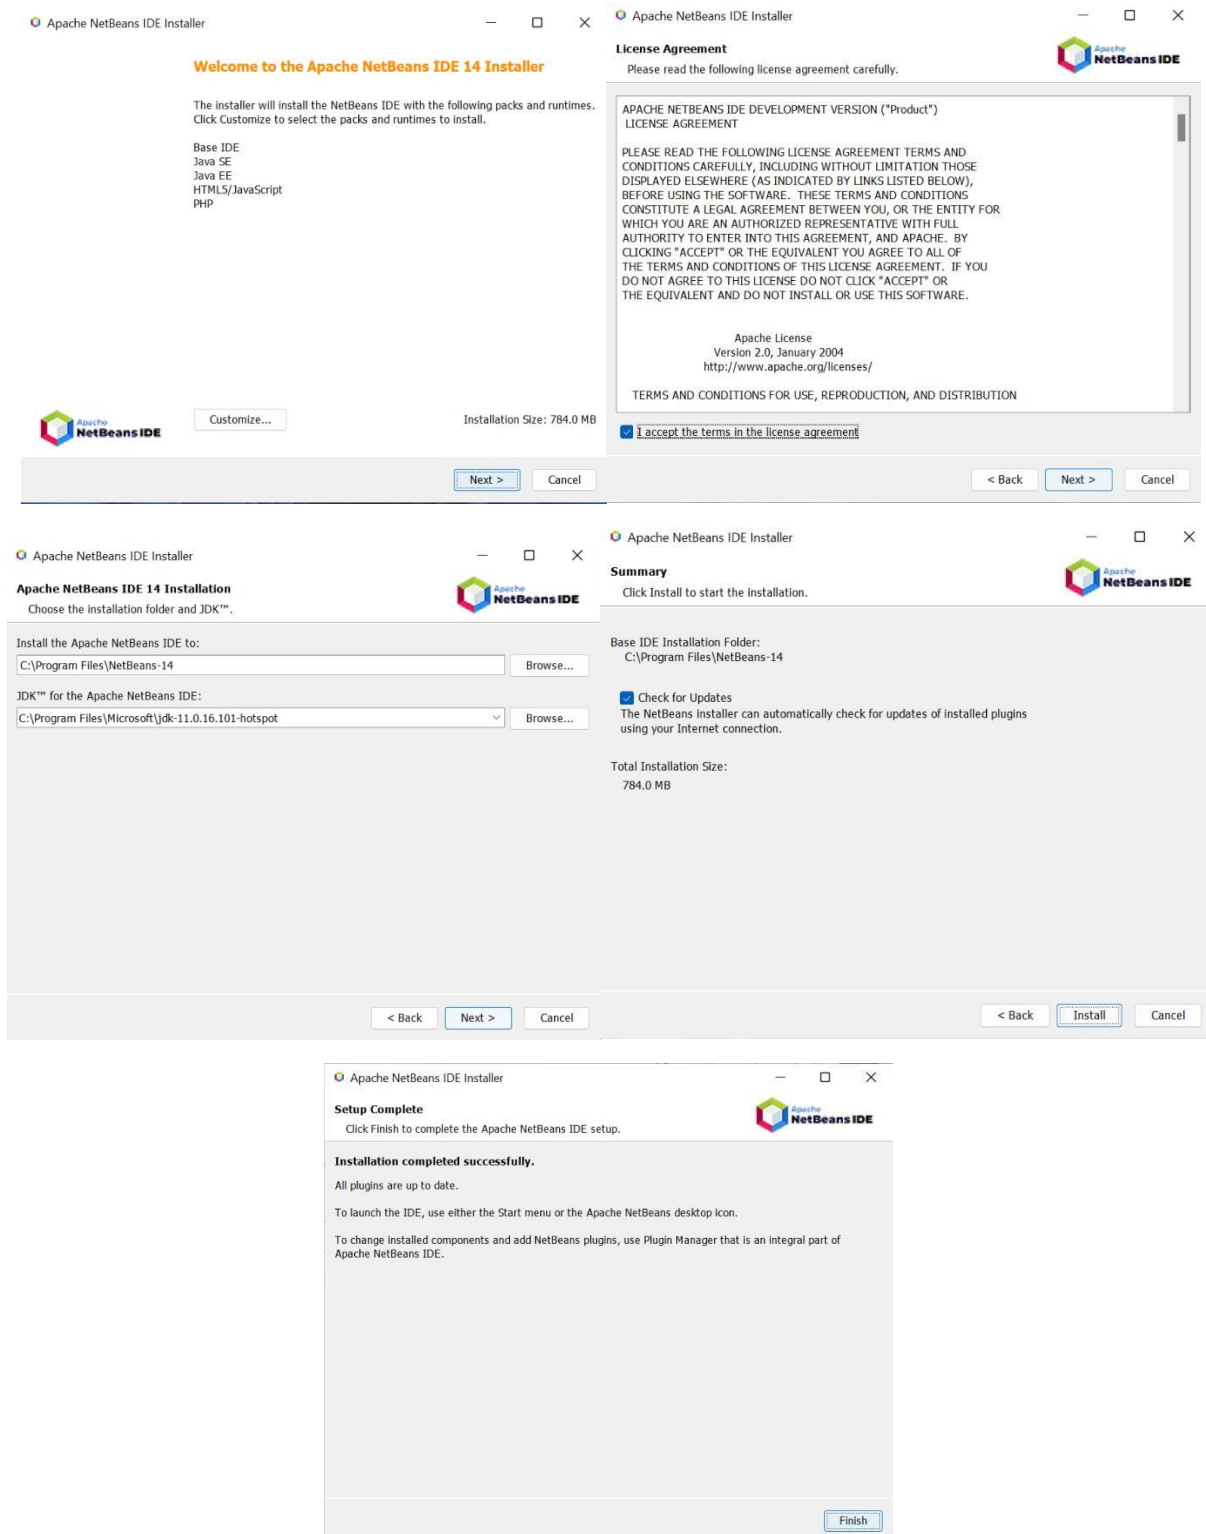 Apache NetBeans IDE Installer
Welcome to the Apache NetBeans IDE 14 Installer
The installer will install the NetBeans IDE with the following packs and runtimes.
Click Customize to select the packs and runtimes to install.
Base IDE
Java SE
Java EE
HTML5/JavaScript
PHP
Apache
NetBeans IDE
Customize...
Installation Size: 784.0 MB
Next >
Cancel
Apache NetBeans IDE Installer
License Agreement
Please read the following license agreement carefully.
Apache
NetBeans IDE
APACHE NETBEANS IDE DEVELOPMENT VERSION ("Product")
LICENSE AGREEMENT
PLEASE READ THE FOLLOWING LICENSE AGREEMENT TERMS AND
CONDITIONS CAREFULLY, INCLUDING WITHOUT LIMITATION THOSE
DISPLAYED ELSEWHERE (AS INDICATED BY LINKS LISTED BELOW),
BEFORE USING THE SOFTWARE. THESE TERMS AND CONDITIONS
CONSTITUTE A LEGAL AGREEMENT BETWEEN YOU, OR THE ENTITY FOR
WHICH YOU ARE AN AUTHORIZED REPRESENTATIVE WITH FULL
AUTHORITY TO ENTER INTO THIS AGREEMENT, AND APACHE. BY
CLICKING "ACCEPT" OR THE EQUIVALENT YOU AGREE TO ALL OF
THE TERMS AND CONDITIONS OF THIS LICENSE AGREEMENT. IF YOU
DO NOT AGREE TO THIS LICENSE DO NOT CLICK "ACCEPT" OR
THE EQUIVALENT AND DO NOT INSTALL OR USE THIS SOFTWARE.
Apache License
Version 2.0, January 2004
http://www.apache.org/licenses/
TERMS AND CONDITIONS FOR USE, REPRODUCTION, AND DISTRIBUTION
I accept the terms in the license agreement
< Back
Next >
Cancel
Apache NetBeans IDE Installer
Apache NetBeans IDE 14 Installation
Choose the installation folder and JDK™.
Apache
NetBeans IDE
Install the Apache NetBeans IDE to:
C:\Program Files\NetBeans-14
Browse...
JDK™ for the Apache NetBeans IDE:
C:\Program Files\Microsoft\jdk-11.0.16.101-hotspot
Browse...
< Back
Next >
Cancel
Apache NetBeans IDE Installer
Summary
Click Install to start the installation.
Apache
NetBeans IDE
Base IDE Installation Folder:
C:\Program Files\NetBeans-14
Check for Updates
The NetBeans installer can automatically check for updates of installed plugins
using your Internet connection.
Total Installation Size:
784.0 MB
< Back
Install
Cancel
Apache NetBeans IDE Installer
Setup Complete
Click Finish to complete the Apache NetBeans IDE setup.
Apache
NetBeans IDE
Installation completed successfully.
All plugins are up to date.
To launch the IDE, use either the Start menu or the Apache NetBeans desktop icon.
To change installed components and add NetBeans plugins, use Plugin Manager that is an integral part of
Apache NetBeans IDE.
Finish